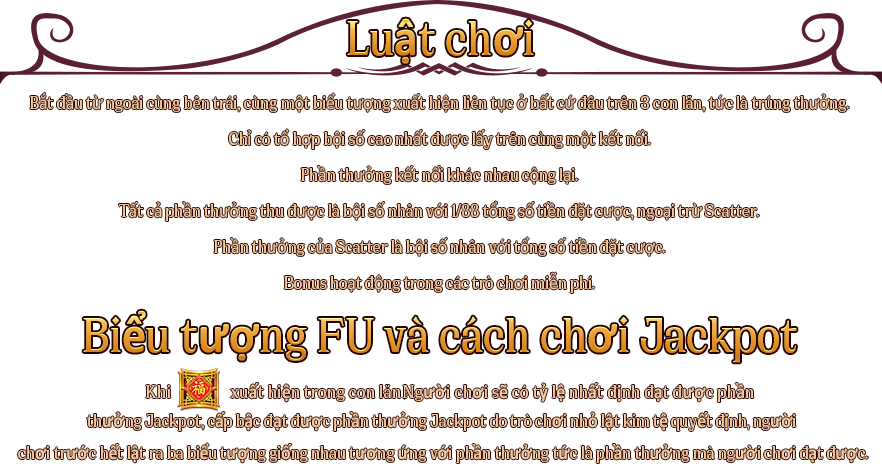 Luật chơi
Bắt đầu từ ngoài cùng bên trái, cùng một biểu tượng xuất hiện liên tục ở bất cứ đâu trên 3 con lăn, tức là trúng thưởng.
Chỉ có tổ hợp bội số cao nhất được lấy trên cùng một kết nối.
Phần thưởng kết nối khác nhau cộng lại.
Tất cả phần thưởng thu được là bội số nhân với 1/88 tổng số tiền đặt cược, ngoại trừ Scatter.
Phần thưởng của Scatter là bội số nhân với tổng số tiền đặt cược.
Bonus hoạt động trong các trò chơi miễn phí.
Biểu tượng FU và cách chơi Jackpot
Khi 福 xuất hiện trong con lăn.Người chơi sẽ có tỷ lệ nhất định đạt được phần
thưởng Jackpot, cấp bậc đạt được phần thưởng Jackpot do trò chơi nhỏ lật kim tệ quyết định, người
chơi trước hết lật ra ba biểu tượng giống nhau tương ứng với phần thưởng tức là phần thưởng mà người chơi đạt được.